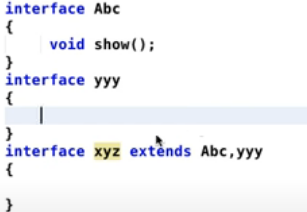 interface Abc
{
void show();
}
interface yyy
{
}
interface xyz extends Abc,yyy
{
}